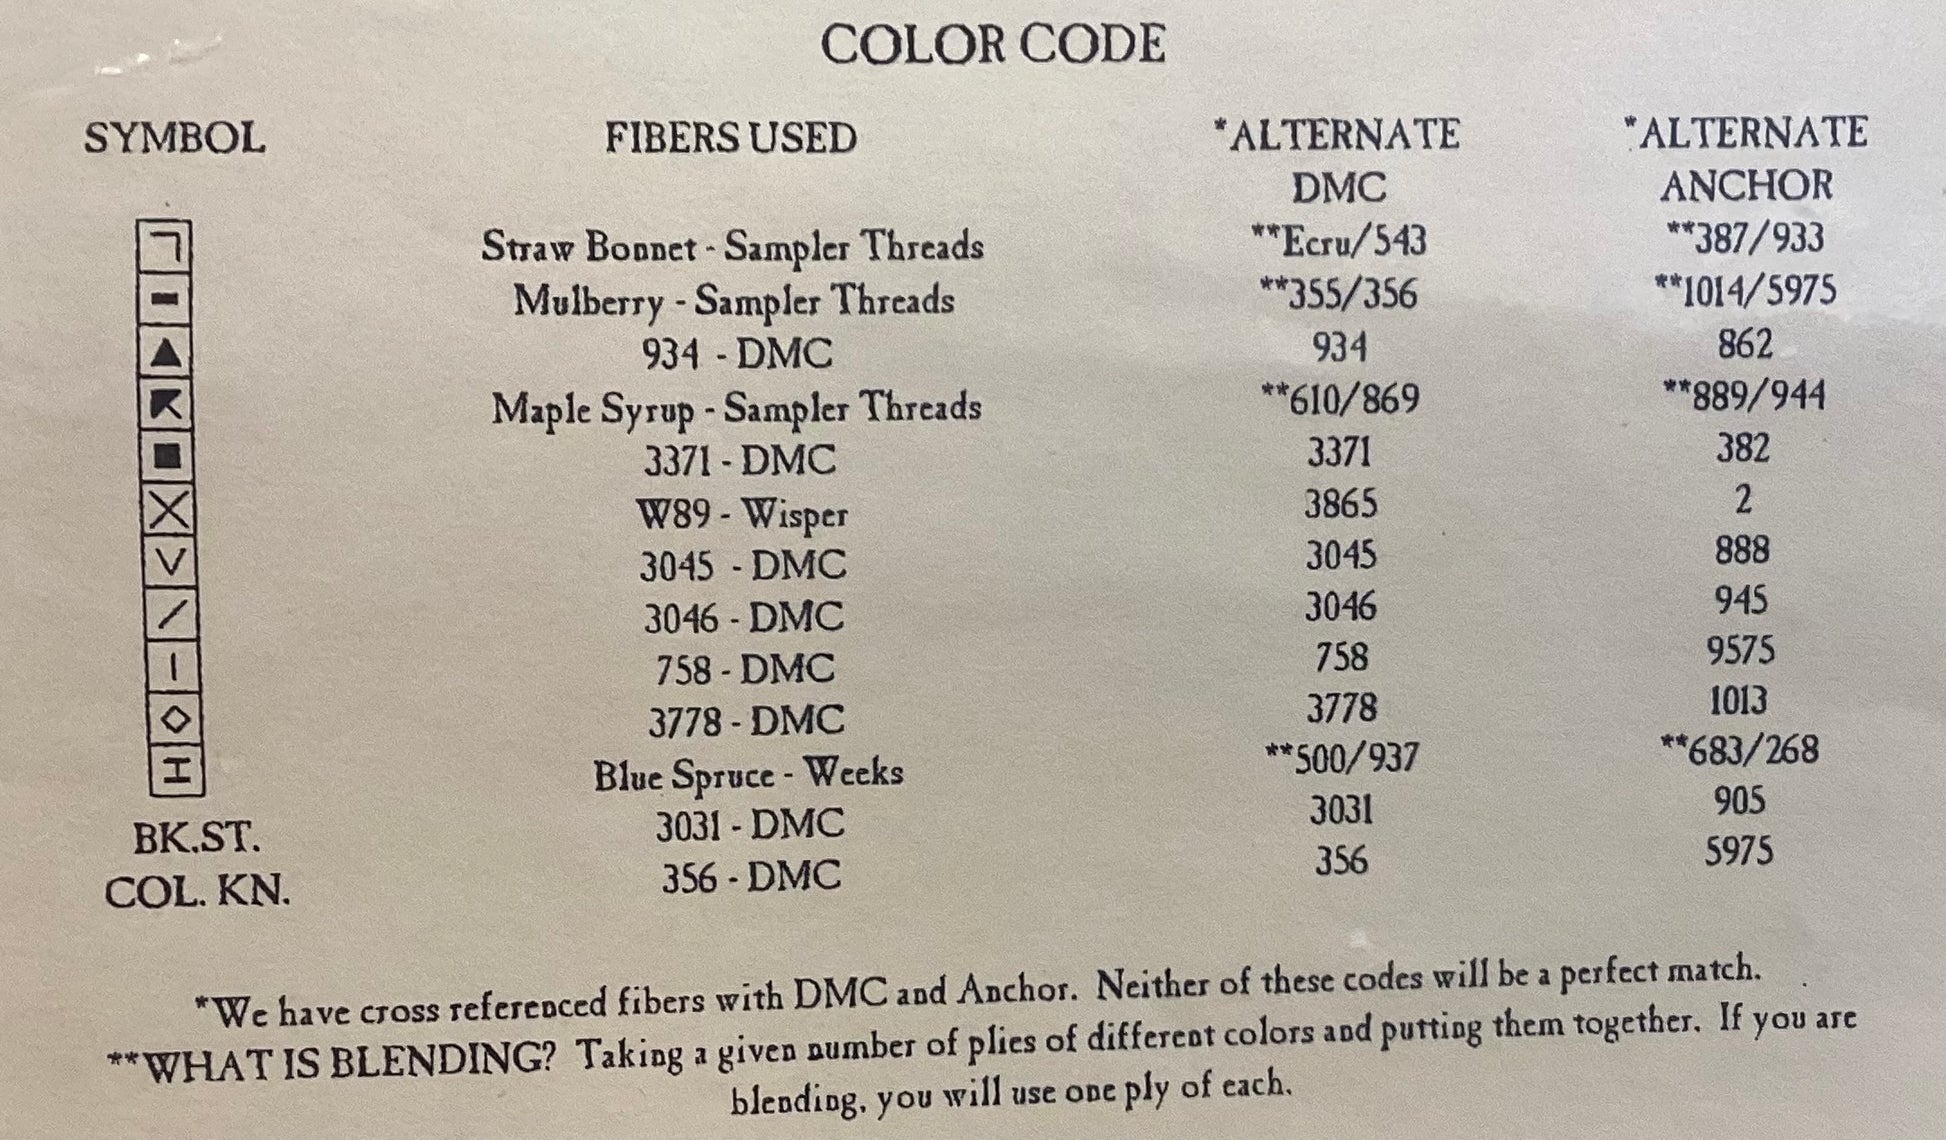 COLOR CODE
SYMBOL FIBERS USED *ALTERNATE *ALTERNATE
DMC ANCHOR
Straw Bonnet - Sampler Threads **Ecru/543 **387/933
Mulberry - Sampler Threads **355/356 **1014/5975
934 - DMC 934 862
Maple Syrup - Sampler Threads **610/869 **889/944
3371 - DMC 3371 382
W89 - Wisper 3865 2
3045 - DMC 3045 888
3046 - DMC 3046 945
758 - DMC 758 9575
3778 - DMC 3778 1013
Blue Spruce - Weeks **500/937 **683/268
BK.ST. 3031 - DMC 3031 905
COL. KN. 356 - DMC 356 5975
*We have cross referenced fibers with DMC and Anchor. Neither of these codes will be a perfect match.
**WHAT IS BLENDING? Taking a given number of plies of different colors and putting them together. If you are
blending, you will use one ply of each.